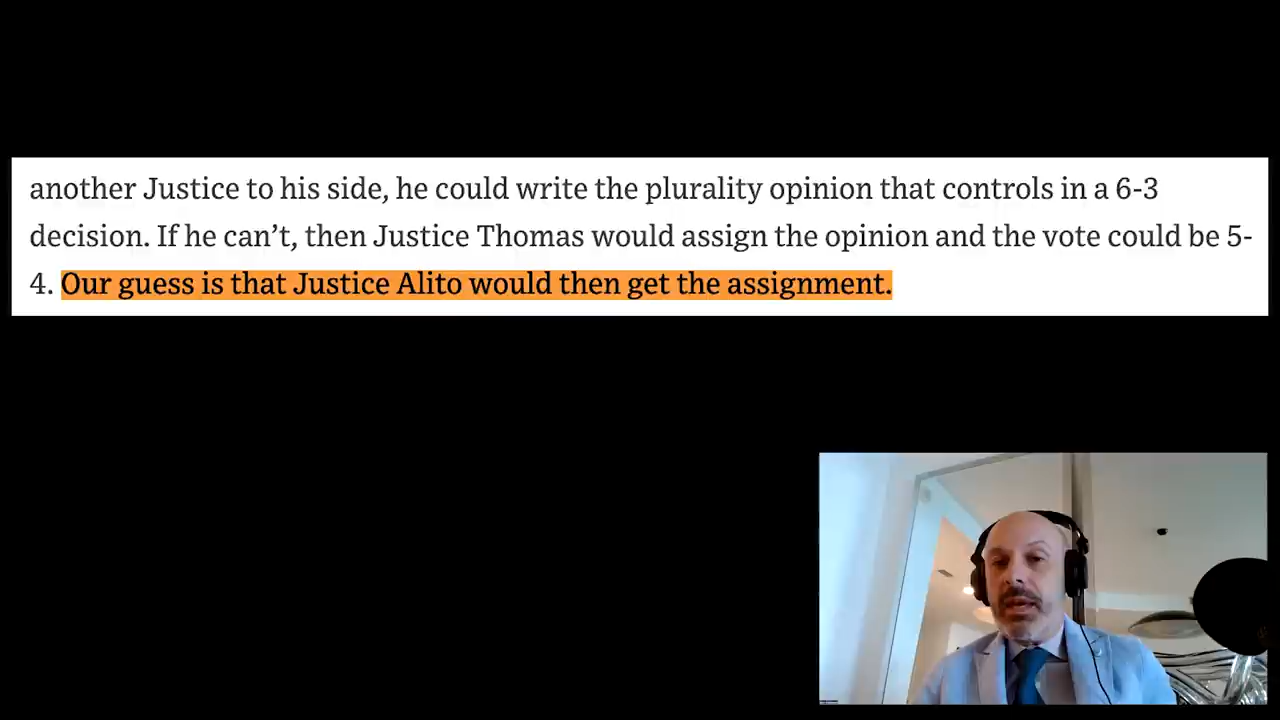 another Justice to his side, he could write the plurality opinion that controls in a 6-3
decision. If he can’t, then Justice Thomas would assign the opinion and the vote could be 5-
4. Our guess is that Justice Alito would then get the assignment.